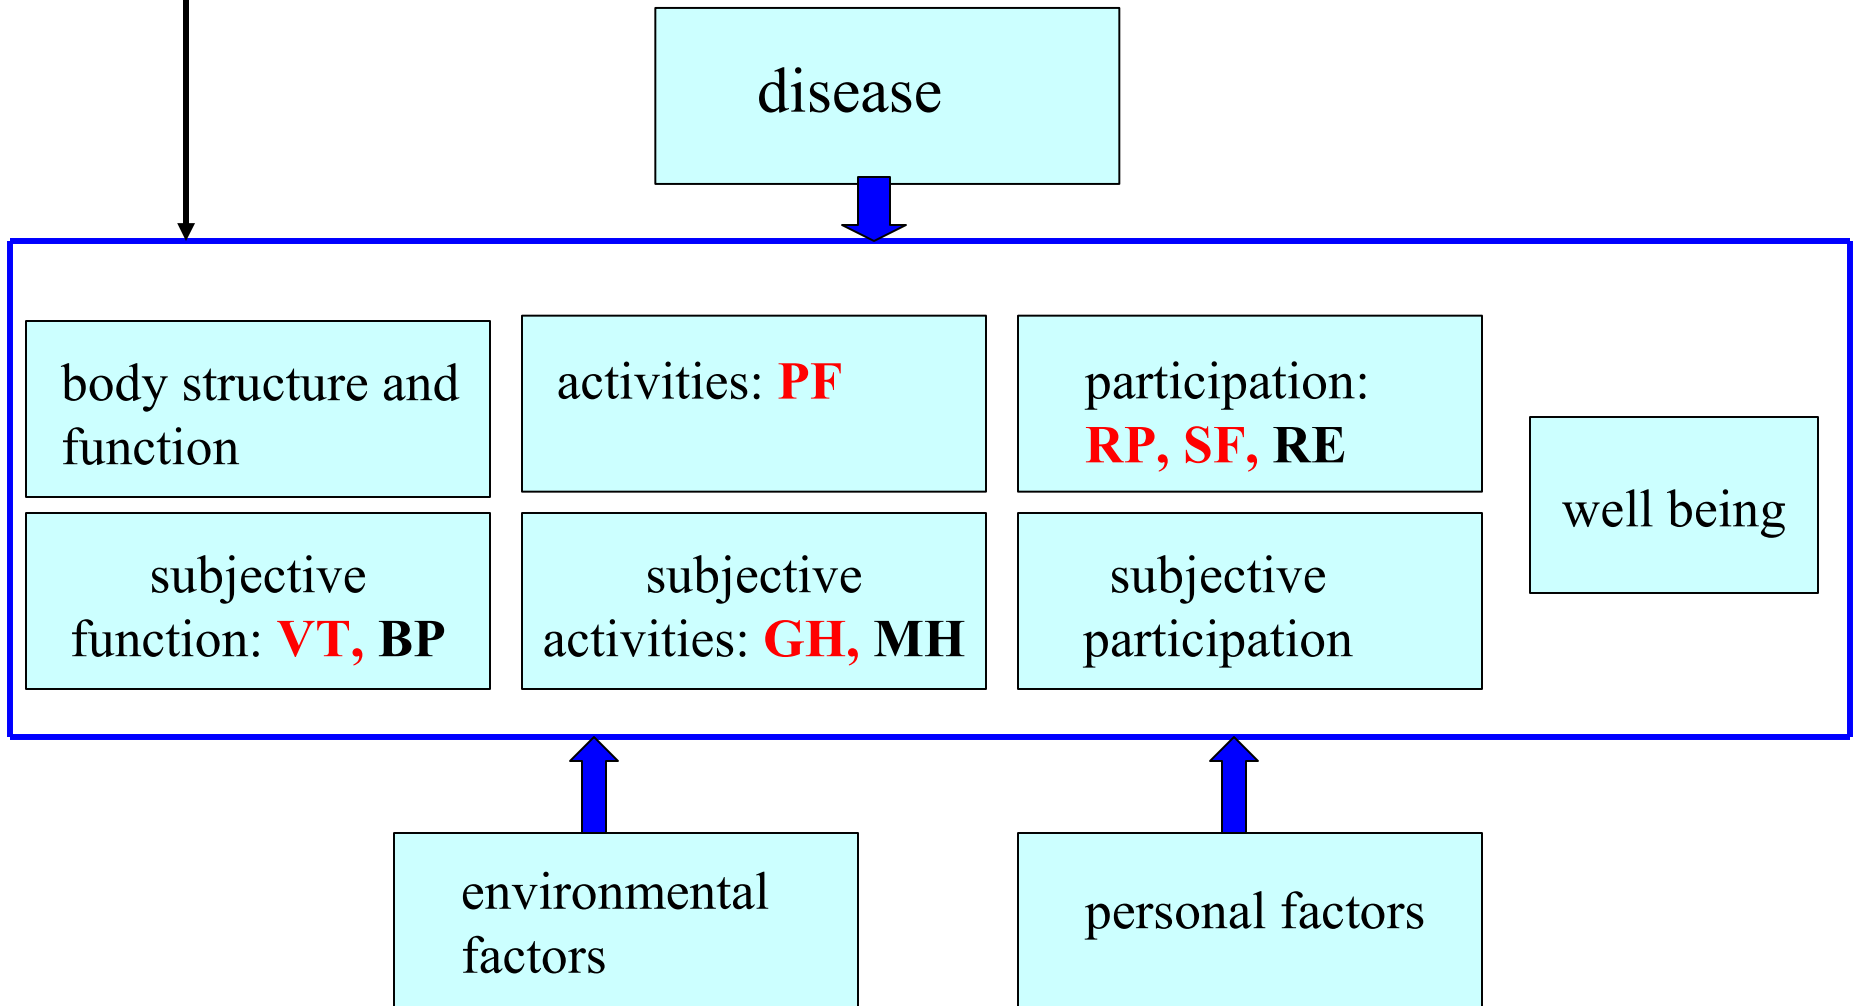 disease
body structure and
function
activities: PF
participation:
RP, SF, RE
well being
subjective
function: VT, BP
subjective
activities: GH, MH
subjective
participation
environmental
factors
personal factors